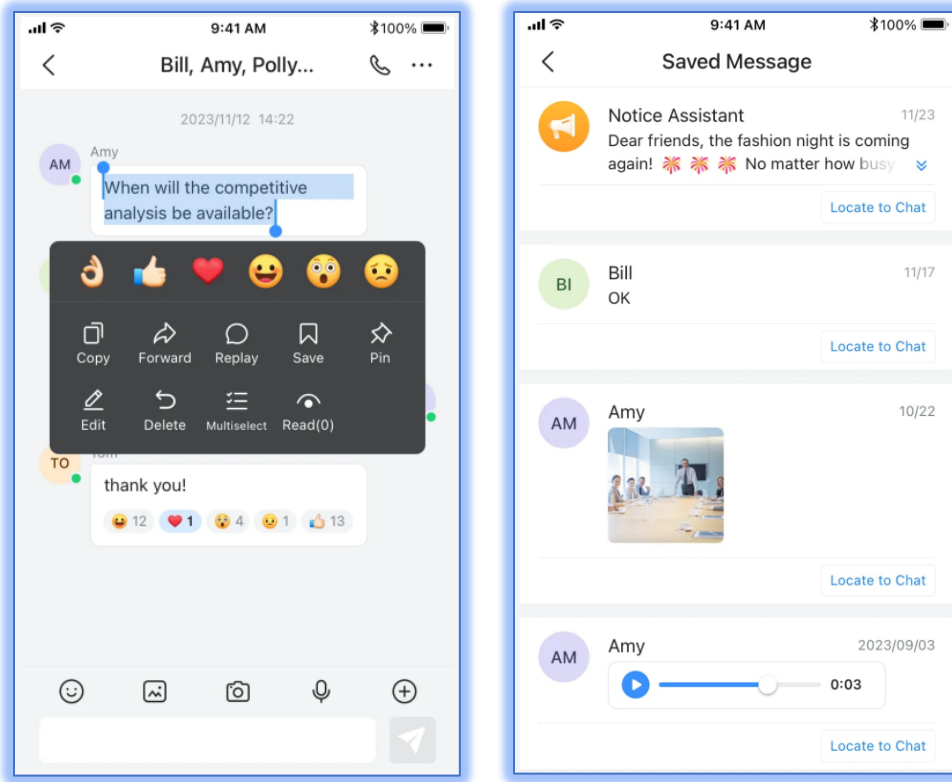 9:41 AM
100%
Bill, Amy, Polly...
2023/11/12 14:22
AM
Amy
When will the competitive
analysis be available?
Copy
Forward
Replay
Save
Pin
Edit
Delete
Multiselect
Read(0)
TO
thank you!
12
1
4
1
13
9:41 AM
100%
Saved Message
Notice Assistant
11/23
Dear friends, the fashion night is coming
again! No matter how busy
Locate to Chat
BI
Bill
11/17
OK
Locate to Chat
AM
Amy
10/22
Locate to Chat
AM
Amy
2023/09/03
0:03
Locate to Chat